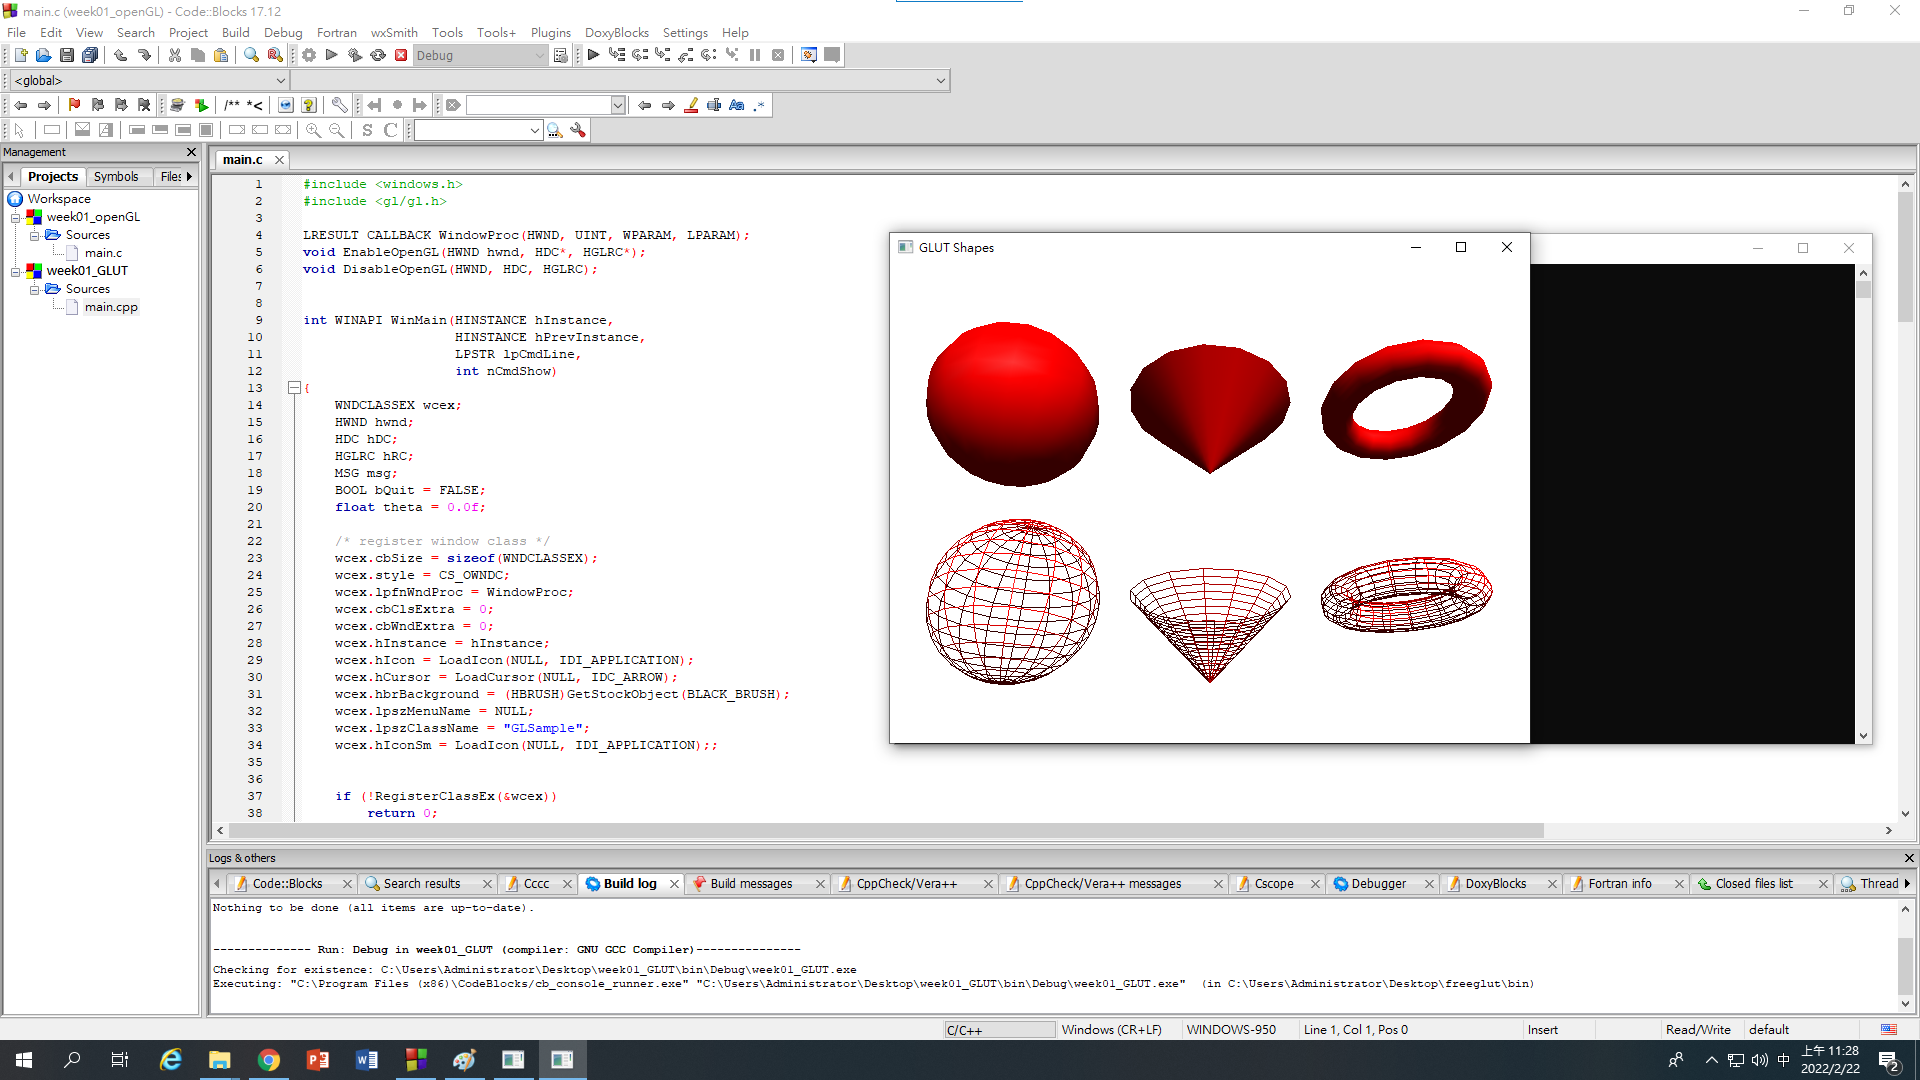 main.c (week01_openGL) - Code::Blocks 17.12
File Edit View Search Project Build Debug Fortran wxSmith Tools Tools+ Plugins DoxyBlocks Settings Help
Debug
<global>
/** *<
Aa .*
S C
Management
Projects Symbols Files
Workspace
week01_openGL
Sources
main.c
week01_GLUT
Sources
main.cpp
main.c
1 #include <windows.h>
2 #include <gl/gl.h>
3
4 LRESULT CALLBACK WindowProc(HWND, UINT, WPARAM, LPARAM);
5 void EnableOpenGL(HWND hwnd, HDC*, HGLRC*);
6 void DisableOpenGL(HWND, HDC, HGLRC);
7
8
9 int WINAPI WinMain(HINSTANCE hInstance,
10 HINSTANCE hPrevInstance,
11 LPSTR lpCmdLine,
12 int nCmdShow)
13 {
14 WNDCLASSEX wcex;
15 HWND hwnd;
16 HDC hDC;
17 HGLRC hRC;
18 MSG msg;
19 BOOL bQuit = FALSE;
20 float theta = 0.0f;
21
22 /* register window class */
23 wcex.cbSize = sizeof(WNDCLASSEX);
24 wcex.style = CS_OWNDC;
25 wcex.lpfnWndProc = WindowProc;
26 wcex.cbClsExtra = 0;
27 wcex.cbWndExtra = 0;
28 wcex.hInstance = hInstance;
29 wcex.hIcon = LoadIcon(NULL, IDI_APPLICATION);
30 wcex.hCursor = LoadCursor(NULL, IDC_ARROW);
31 wcex.hbrBackground = (HBRUSH)GetStockObject(BLACK_BRUSH);
32 wcex.lpszMenuName = NULL;
33 wcex.lpszClassName = "GLSample";
34 wcex.hIconSm = LoadIcon(NULL, IDI_APPLICATION);;
35
36
37 if (!RegisterClassEx(&wcex))
38 return 0;
GLUT Shapes
Logs & others
Code::Blocks Search results Cccc Build log Build messages CppCheck/Vera++ CppCheck/Vera++ messages Cscope Debugger DoxyBlocks Fortran info Closed files list Thread
Nothing to be done (all items are up-to-date).
-------------- Run: Debug in week01_GLUT (compiler: GNU GCC Compiler)---------------
Checking for existence: C:\Users\Administrator\Desktop\week01_GLUT\bin\Debug\week01_GLUT.exe
Executing: "C:\Program Files (x86)\CodeBlocks/cb_console_runner.exe" "C:\Users\Administrator\Desktop\week01_GLUT\bin\Debug\week01_GLUT.exe" (in C:\Users\Administrator\Desktop\freeglut\bin)
C/C++ Windows (CR+LF) WINDOWS-950 Line 1, Col 1, Pos 0 Insert Read/Write default
中 上午 11:28
2022/2/22
2